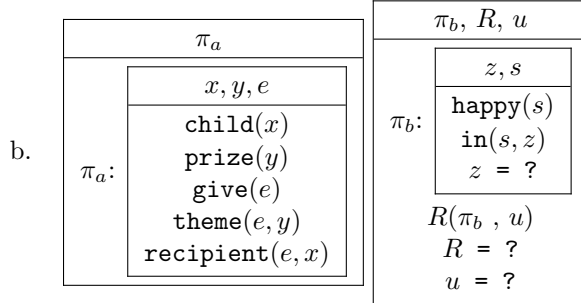 b.
π_a
π_a:
x, y, e
child(x)
prize(y)
give(e)
theme(e, y)
recipient(e, x)
π_b, R, u
π_b:
z, s
happy(s)
in(s, z)
z = ?
R(π_b , u)
R = ?
u = ?